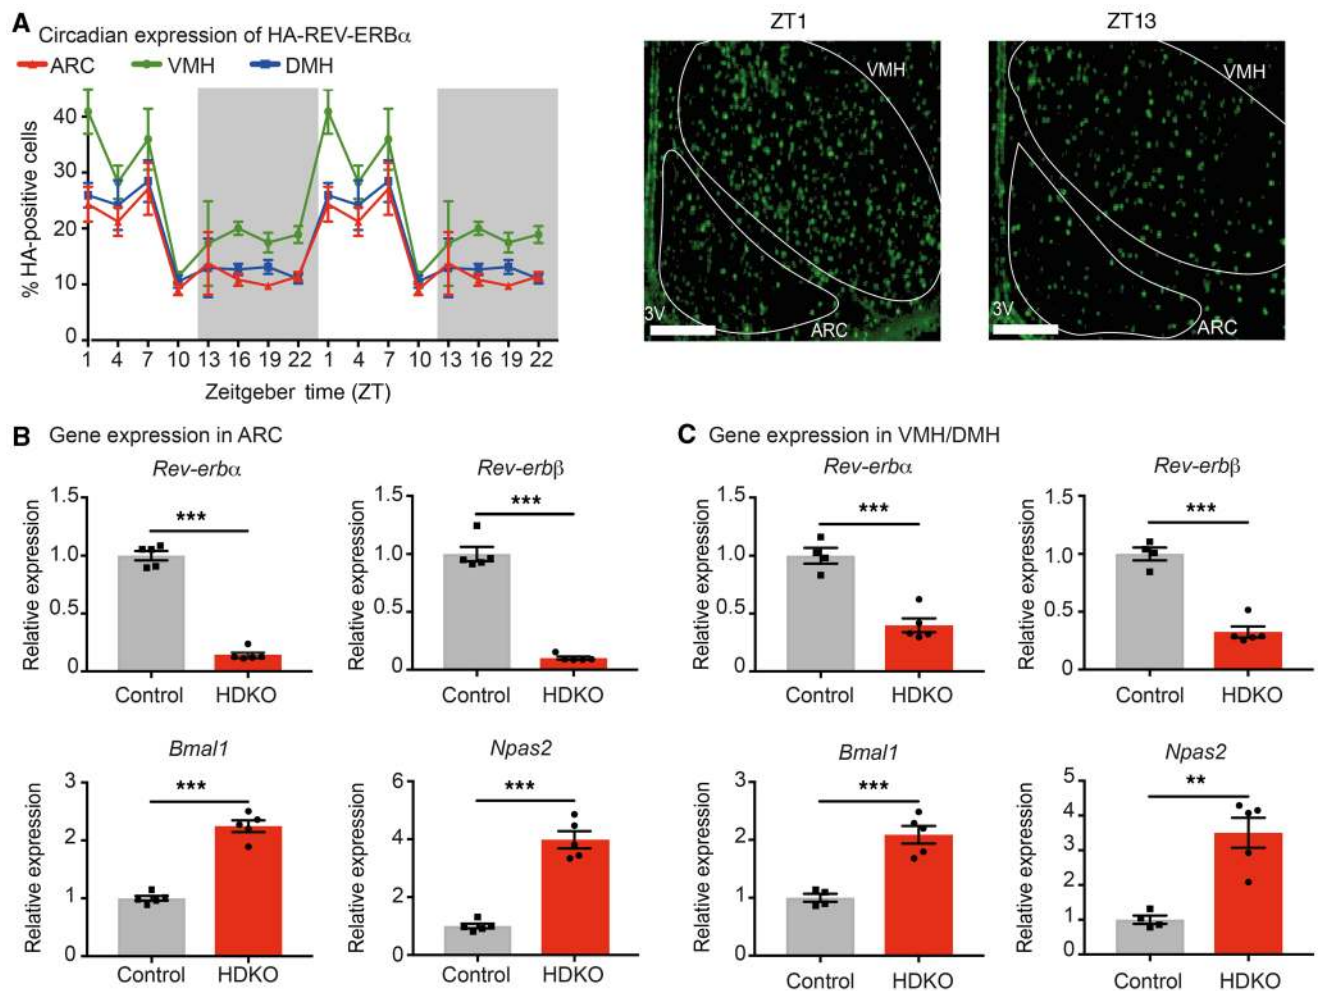 A Circadian expression of HA-REV-ERBα
ARC VMH DMH
% HA-positive cells
40
30
20
10
0
1 4 7 10 13 16 19 22 1 4 7 10 13 16 19 22
Zeitgeber time (ZT)
ZT1
VMH
3V
ARC
ZT13
VMH
3V
ARC
B Gene expression in ARC
Rev-erbα
Relative expression
1.5
1.0
0.5
0
***
Control HDKO
Rev-erbβ
Relative expression
1.5
1.0
0.5
0
***
Control HDKO
Bmal1
Relative expression
3
2
1
0
***
Control HDKO
Npas2
Relative expression
6
4
2
0
***
Control HDKO
C Gene expression in VMH/DMH
Rev-erbα
Relative expression
1.5
1.0
0.5
0
***
Control HDKO
Rev-erbβ
Relative expression
1.5
1.0
0.5
0
***
Control HDKO
Bmal1
Relative expression
3
2
1
0
***
Control HDKO
Npas2
Relative expression
5
4
3
2
1
0
**
Control HDKO